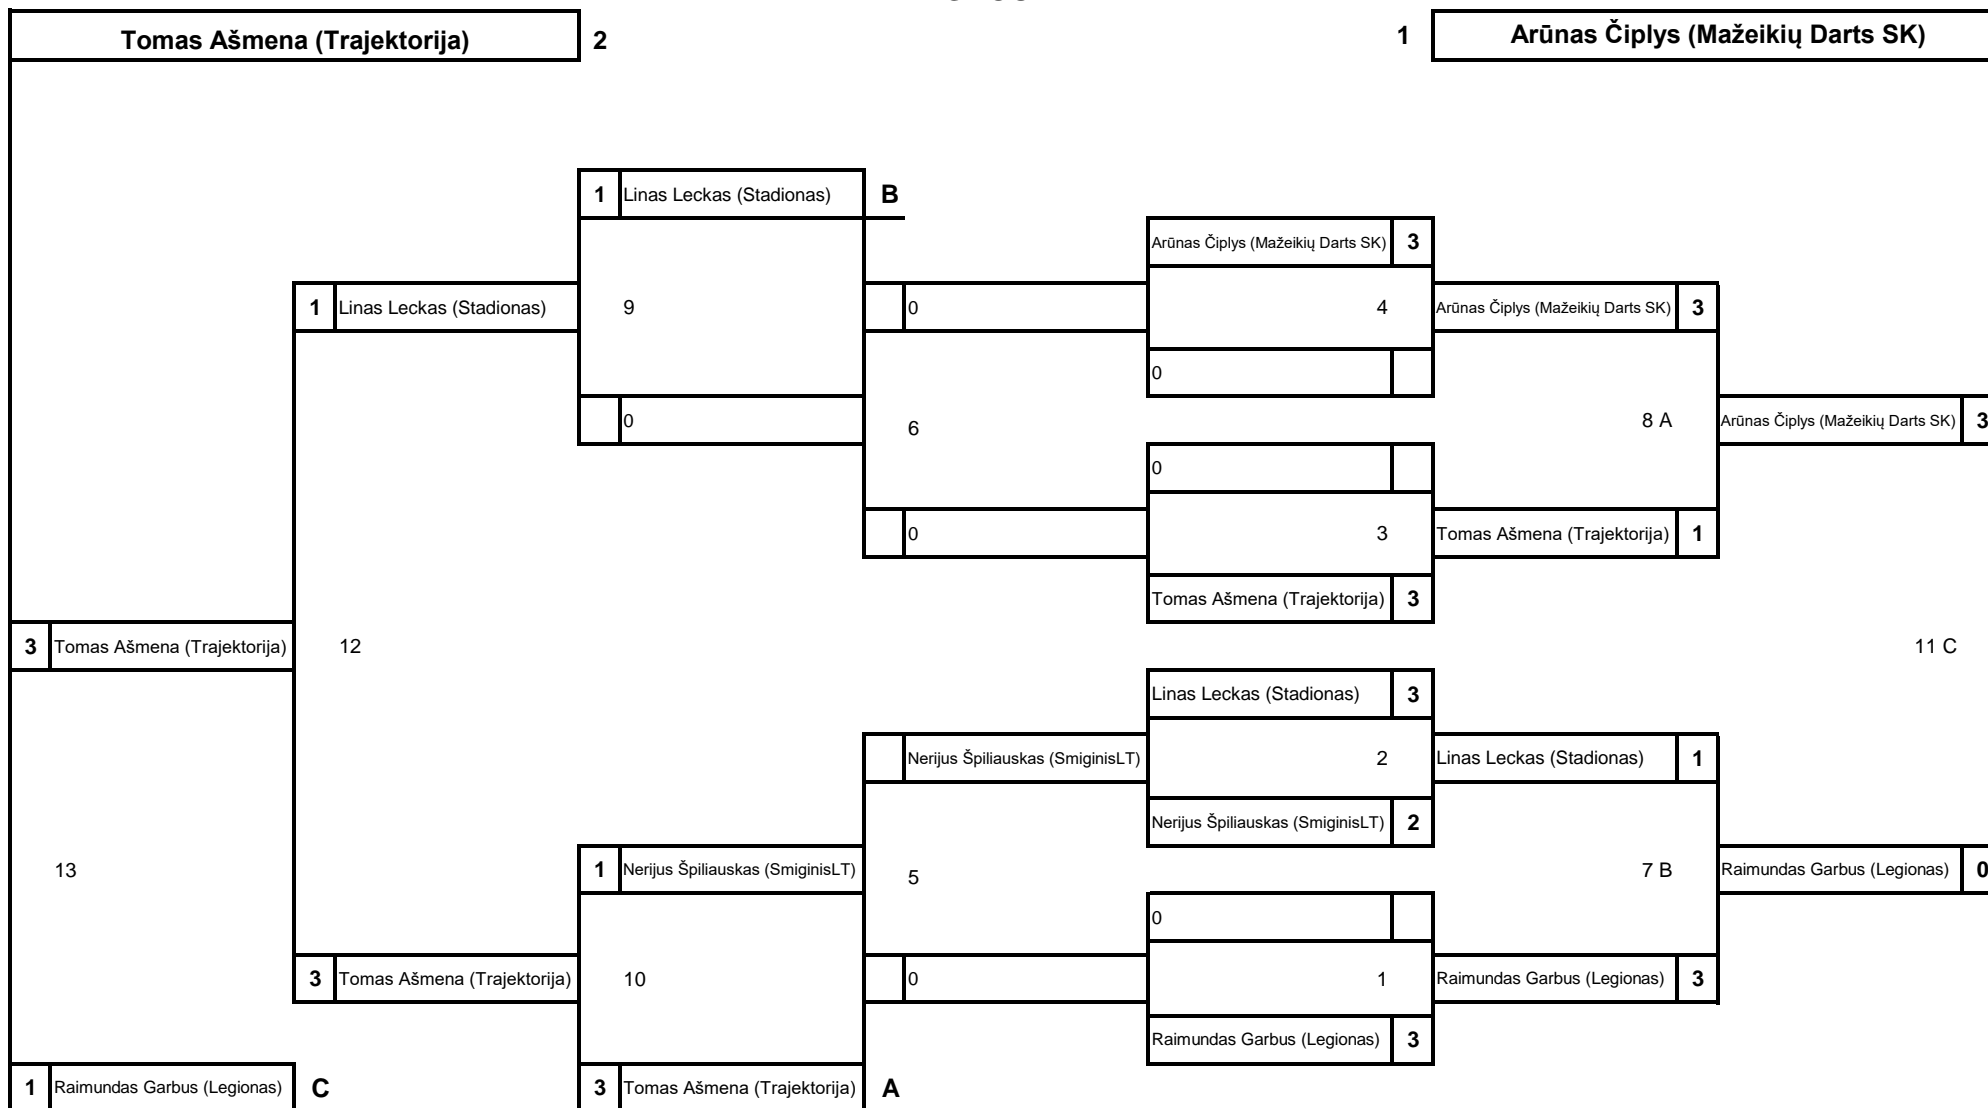 Tomas Ašmena (Trajektorija) 2 1 Arūnas Čiplys (Mažeikių Darts SK)
1 Linas Leckas (Stadionas) B
Arūnas Čiplys (Mažeikių Darts SK) 3
1 Linas Leckas (Stadionas) 9 0 4 Arūnas Čiplys (Mažeikių Darts SK) 3
0
0 6 8 A Arūnas Čiplys (Mažeikių Darts SK) 3
0
0 3 Tomas Ašmena (Trajektorija) 1
Tomas Ašmena (Trajektorija) 3
3 Tomas Ašmena (Trajektorija) 12 11 C
Linas Leckas (Stadionas) 3
Nerijus Špiliauskas (SmiginisLT) 2 Linas Leckas (Stadionas) 1
Nerijus Špiliauskas (SmiginisLT) 2
13 1 Nerijus Špiliauskas (SmiginisLT) 5 7 B Raimundas Garbus (Legionas) 0
0
3 Tomas Ašmena (Trajektorija) 10 0 1 Raimundas Garbus (Legionas) 3
Raimundas Garbus (Legionas) 3
1 Raimundas Garbus (Legionas) C 3 Tomas Ašmena (Trajektorija) A